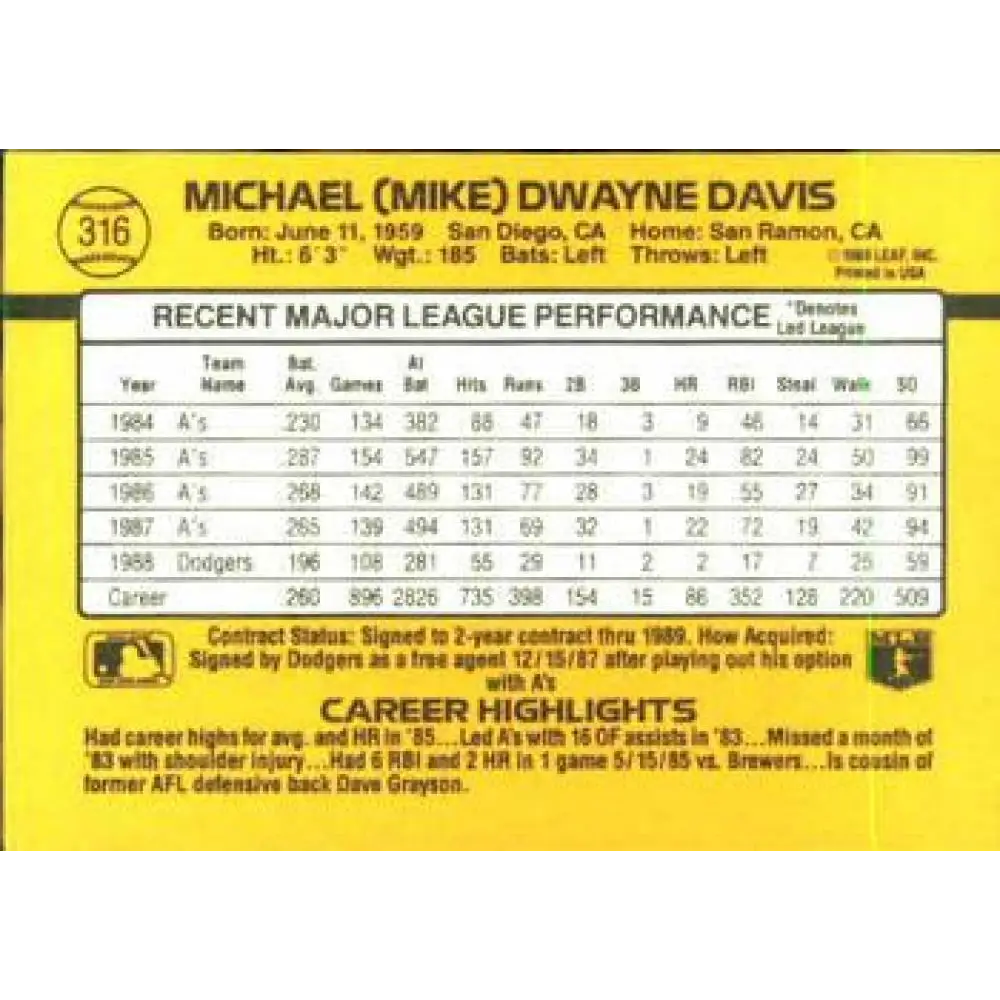 316
MICHAEL (MIKE) DWAYNE DAVIS
Born: June 11, 1959 San Diego, CA Home: San Ramon, CA
Ht.: 6'3" Wgt.: 185 Bats: Left Throws: Left
LEAF, INC.
Printed in USA
RECENT MAJOR LEAGUE PERFORMANCE *Denotes Led League
Year Team Name Bat. Avg. Games At Bat Hits Runs 2B 3B HR RBI Steal Walk SO
1984 A's .230 134 382 88 47 18 3 9 46 14 31 66
1985 A's .287 154 547 157 92 34 1 24 82 24 50 99
1986 A's .268 142 489 131 77 28 3 19 55 27 34 91
1987 A's .265 139 494 131 69 32 1 22 72 19 42 94
1988 Dodgers .196 108 281 55 29 11 2 2 17 7 25 59
Career .260 896 2826 735 398 154 15 86 352 128 220 509
Contract Status: Signed to 2-year contract thru 1989. How Acquired:
Signed by Dodgers as a free agent 12/15/87 after playing out his option
with A's
CAREER HIGHLIGHTS
Had career highs for avg. and HR in '85...Led A's with 16 OF assists in '83...Missed a month of
'83 with shoulder injury...Had 6 RBI and 2 HR in 1 game 5/15/85 vs. Brewers...Is cousin of
former AFL defensive back Dave Grayson.